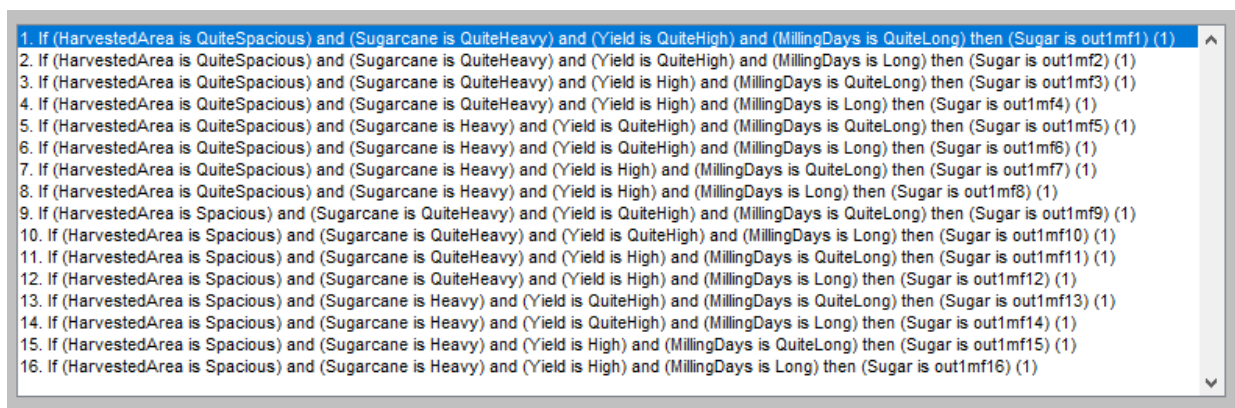 1. If (HarvestedArea is QuiteSpacious) and (Sugarcane is QuiteHeavy) and (Yield is QuiteHigh) and (MillingDays is QuiteLong) then (Sugar is out1mf1) (1)
2. If (HarvestedArea is QuiteSpacious) and (Sugarcane is QuiteHeavy) and (Yield is QuiteHigh) and (MillingDays is Long) then (Sugar is out1mf2) (1)
3. If (HarvestedArea is QuiteSpacious) and (Sugarcane is QuiteHeavy) and (Yield is High) and (MillingDays is QuiteLong) then (Sugar is out1mf3) (1)
4. If (HarvestedArea is QuiteSpacious) and (Sugarcane is QuiteHeavy) and (Yield is High) and (MillingDays is Long) then (Sugar is out1mf4) (1)
5. If (HarvestedArea is QuiteSpacious) and (Sugarcane is Heavy) and (Yield is QuiteHigh) and (MillingDays is QuiteLong) then (Sugar is out1mf5) (1)
6. If (HarvestedArea is QuiteSpacious) and (Sugarcane is Heavy) and (Yield is QuiteHigh) and (MillingDays is Long) then (Sugar is out1mf6) (1)
7. If (HarvestedArea is QuiteSpacious) and (Sugarcane is Heavy) and (Yield is High) and (MillingDays is QuiteLong) then (Sugar is out1mf7) (1)
8. If (HarvestedArea is QuiteSpacious) and (Sugarcane is Heavy) and (Yield is High) and (MillingDays is Long) then (Sugar is out1mf8) (1)
9. If (HarvestedArea is Spacious) and (Sugarcane is QuiteHeavy) and (Yield is QuiteHigh) and (MillingDays is QuiteLong) then (Sugar is out1mf9) (1)
10. If (HarvestedArea is Spacious) and (Sugarcane is QuiteHeavy) and (Yield is QuiteHigh) and (MillingDays is Long) then (Sugar is out1mf10) (1)
11. If (HarvestedArea is Spacious) and (Sugarcane is QuiteHeavy) and (Yield is High) and (MillingDays is QuiteLong) then (Sugar is out1mf11) (1)
12. If (HarvestedArea is Spacious) and (Sugarcane is QuiteHeavy) and (Yield is High) and (MillingDays is Long) then (Sugar is out1mf12) (1)
13. If (HarvestedArea is Spacious) and (Sugarcane is Heavy) and (Yield is QuiteHigh) and (MillingDays is QuiteLong) then (Sugar is out1mf13) (1)
14. If (HarvestedArea is Spacious) and (Sugarcane is Heavy) and (Yield is QuiteHigh) and (MillingDays is Long) then (Sugar is out1mf14) (1)
15. If (HarvestedArea is Spacious) and (Sugarcane is Heavy) and (Yield is High) and (MillingDays is QuiteLong) then (Sugar is out1mf15) (1)
16. If (HarvestedArea is Spacious) and (Sugarcane is Heavy) and (Yield is High) and (MillingDays is Long) then (Sugar is out1mf16) (1)